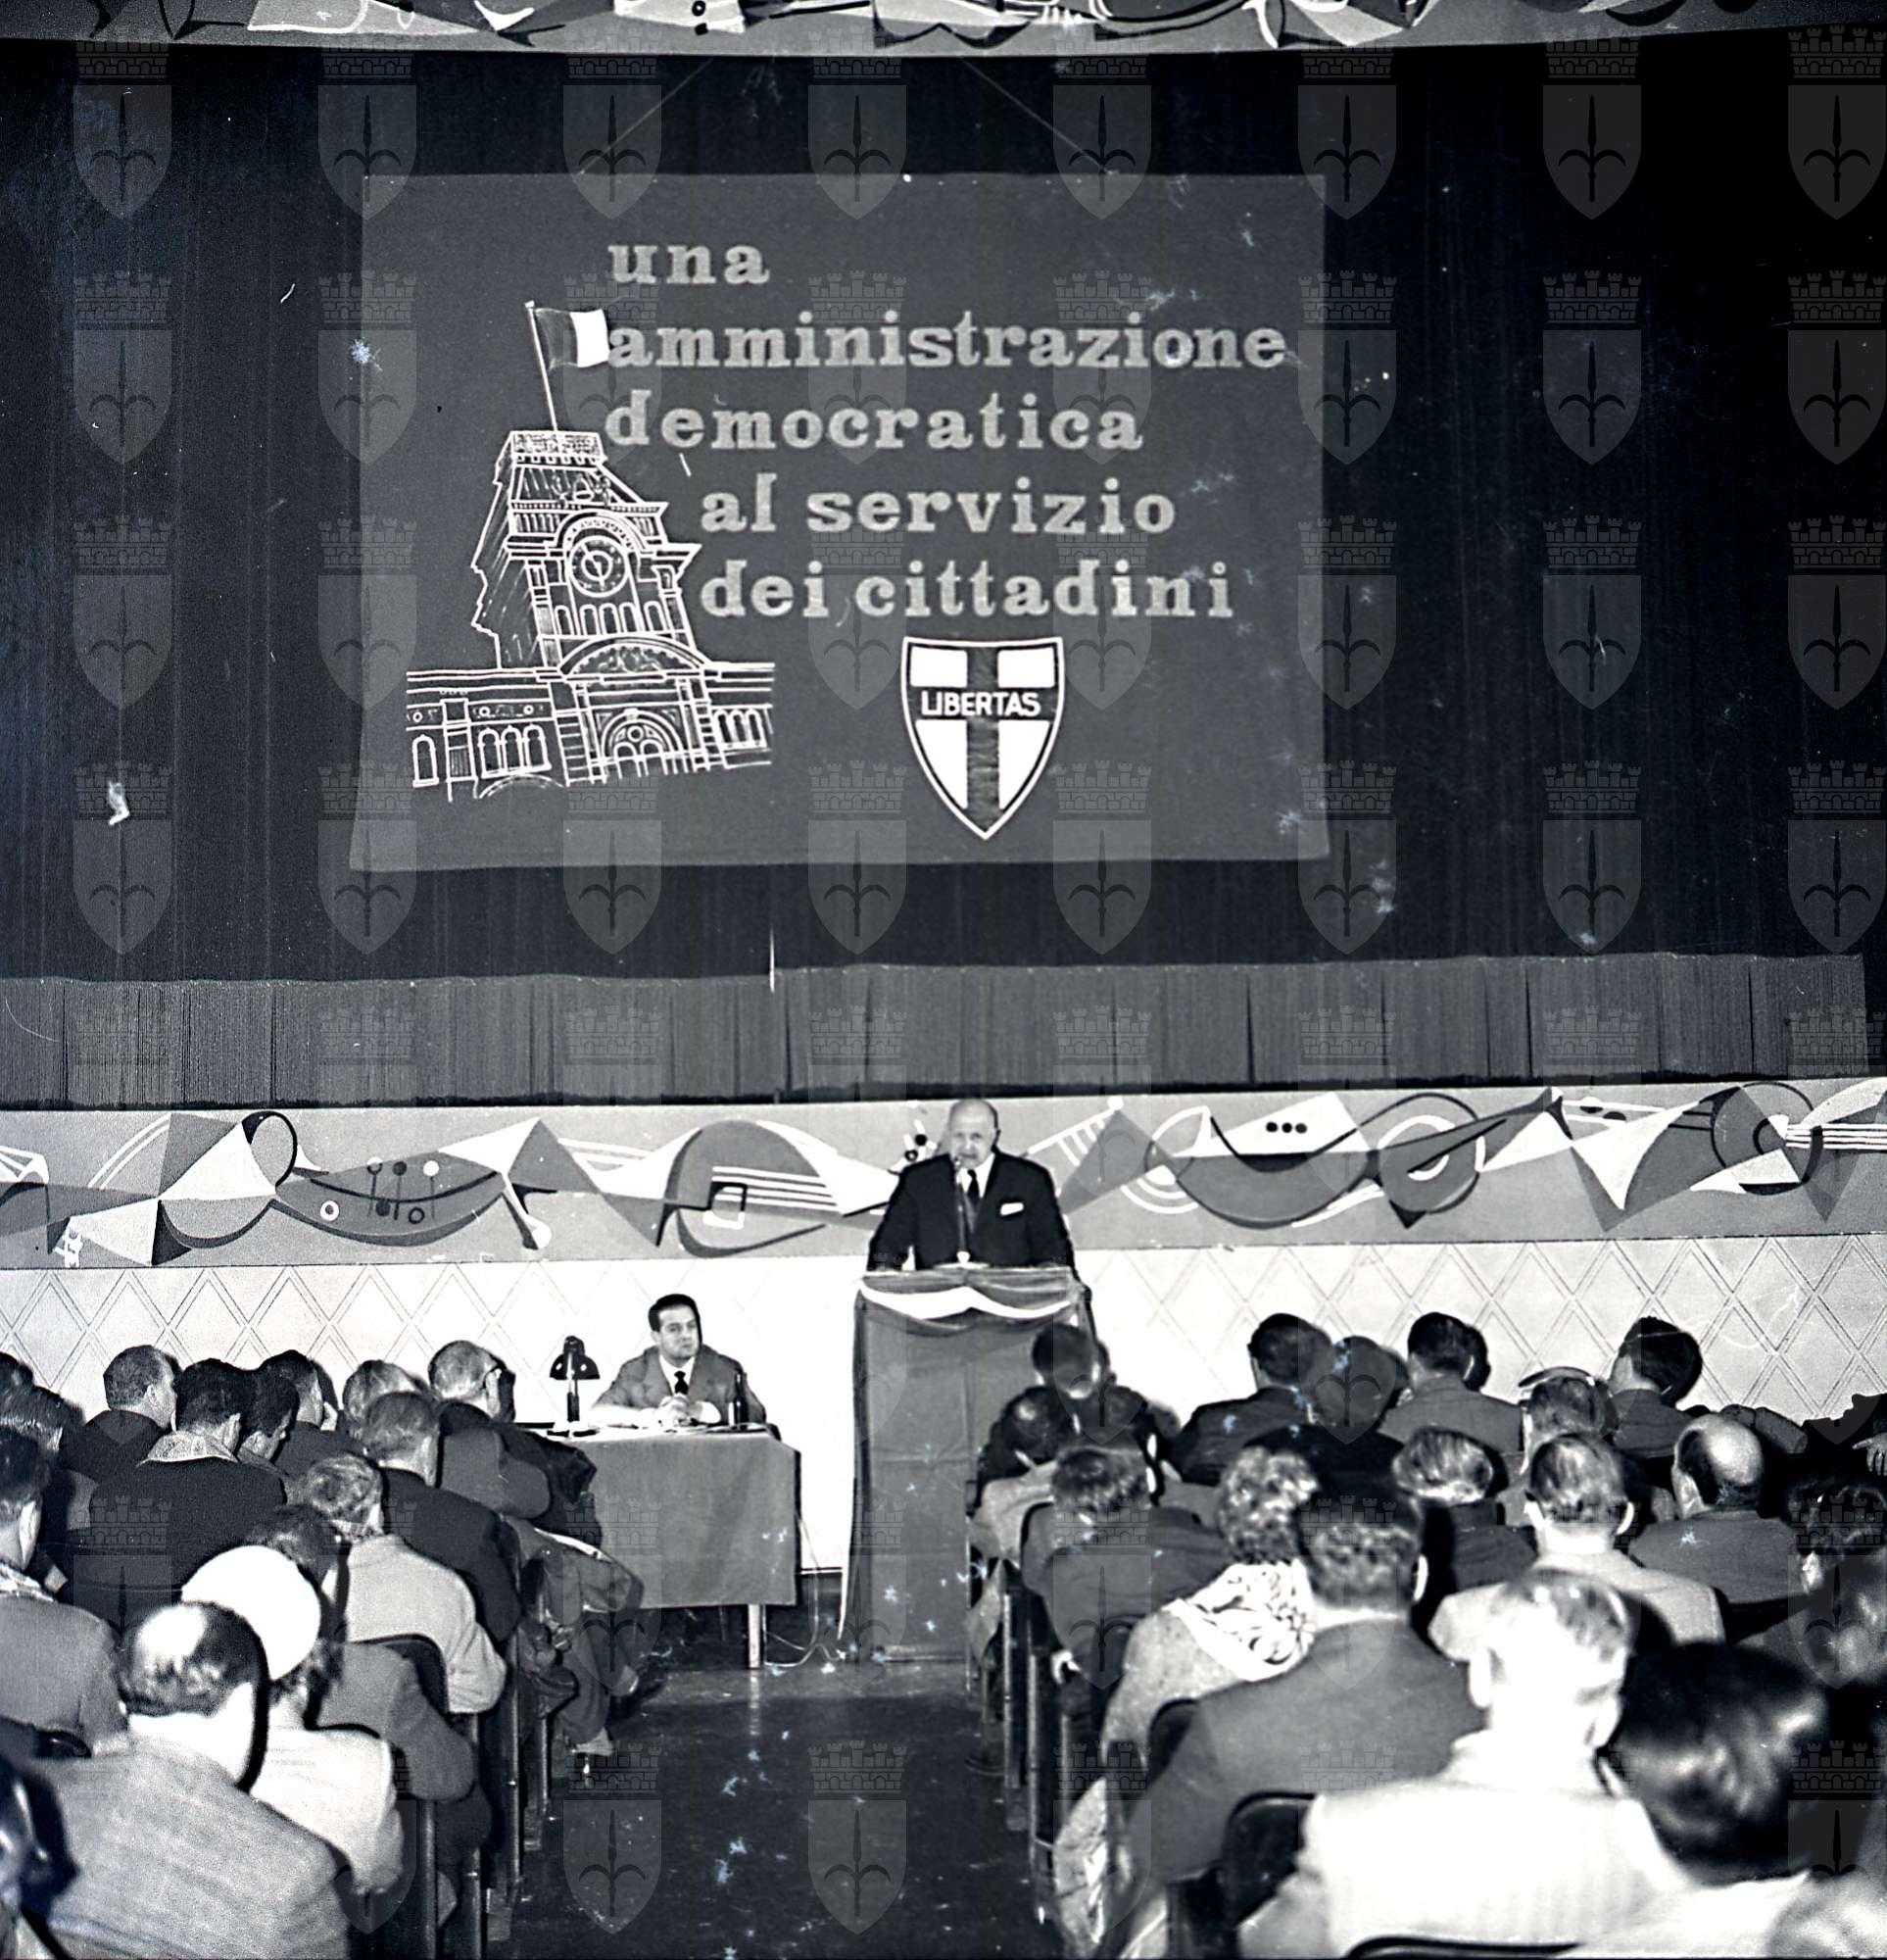 una
amministrazione
democratica
al servizio
dei cittadini
LIBERTAS